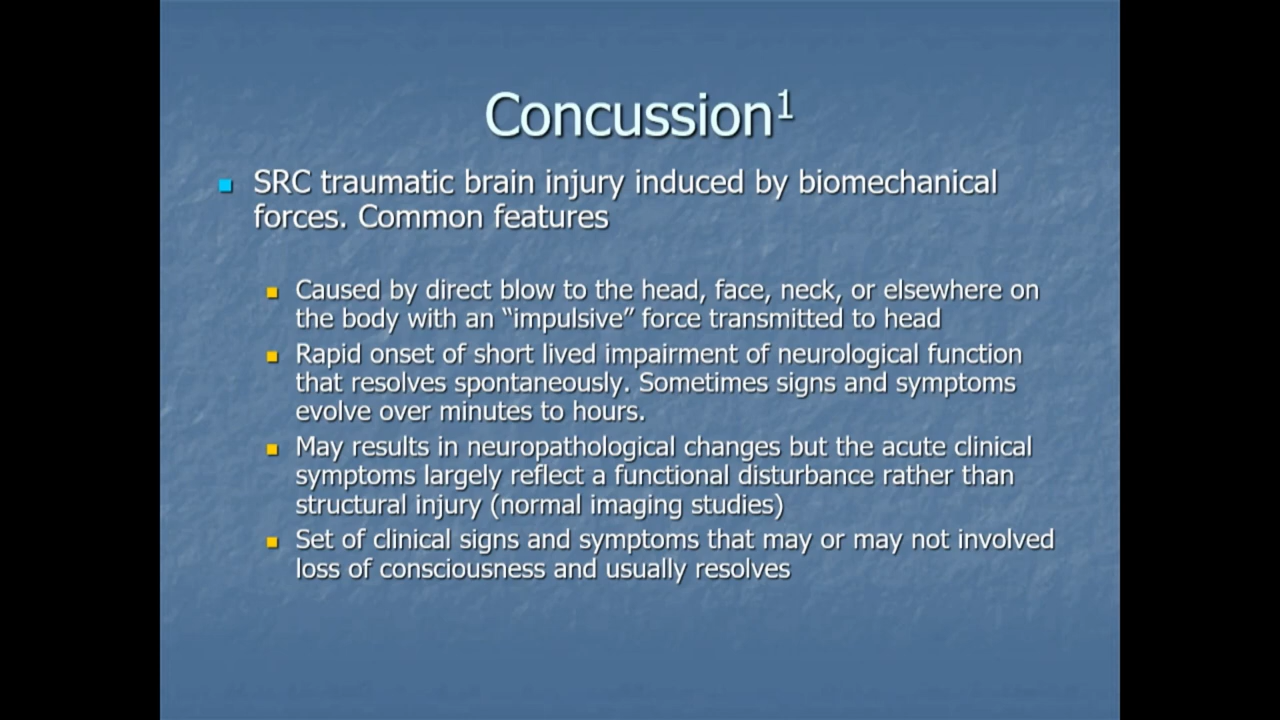 Concussion¹
SRC traumatic brain injury induced by biomechanical
forces. Common features
Caused by direct blow to the head, face, neck, or elsewhere on
the body with an “impulsive” force transmitted to head
Rapid onset of short lived impairment of neurological function
that resolves spontaneously. Sometimes signs and symptoms
evolve over minutes to hours.
May results in neuropathological changes but the acute clinical
symptoms largely reflect a functional disturbance rather than
structural injury (normal imaging studies)
Set of clinical signs and symptoms that may or may not involved
loss of consciousness and usually resolves